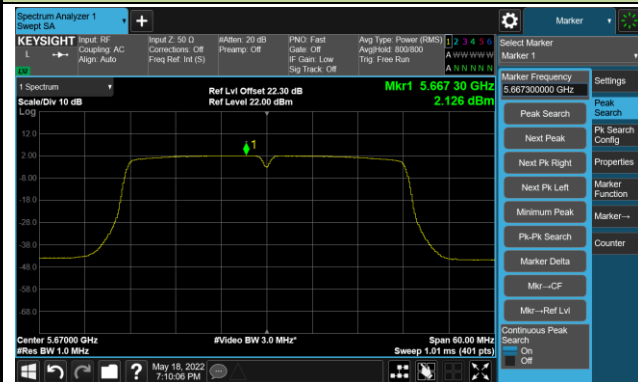 Spectrum Analyzer 1
Swept SA
Marker
KEYSIGHT
L
LXI
Input: RF
Coupling: AC
Align: Auto
Input Z: 50 Ω
Corrections: Off
Freq Ref: Int (S)
#Atten: 20 dB
Preamp: Off
PNO: Fast
Gate: Off
IF Gain: Low
Sig Track: Off
Avg Type: Power (RMS)
Avg|Hold: 800/800
Trig: Free Run
1 2 3 4 5 6
A W W W W W
A N N N N N
Select Marker
Marker 1
1 Spectrum
Scale/Div 10 dB
Ref Lvl Offset 22.30 dB
Ref Level 22.00 dBm
Mkr1 5.667 30 GHz
2.126 dBm
Log
12.0
2.00
-8.00
-18.0
-28.0
-38.0
-48.0
-58.0
-68.0
1
Center 5.67000 GHz
#Res BW 1.0 MHz
#Video BW 3.0 MHz*
Span 60.00 MHz
Sweep 1.01 ms (401 pts)
Marker Frequency
5.667300000 GHz
Peak Search
Next Peak
Next Pk Right
Next Pk Left
Minimum Peak
Pk-Pk Search
Marker Delta
Mkr→CF
Mkr→Ref Lvl
Continuous Peak
Search
On
Off
Settings
Peak
Search
Pk Search
Config
Properties
Marker
Function
Marker→
Counter
?
May 18, 2022
7:10:06 PM